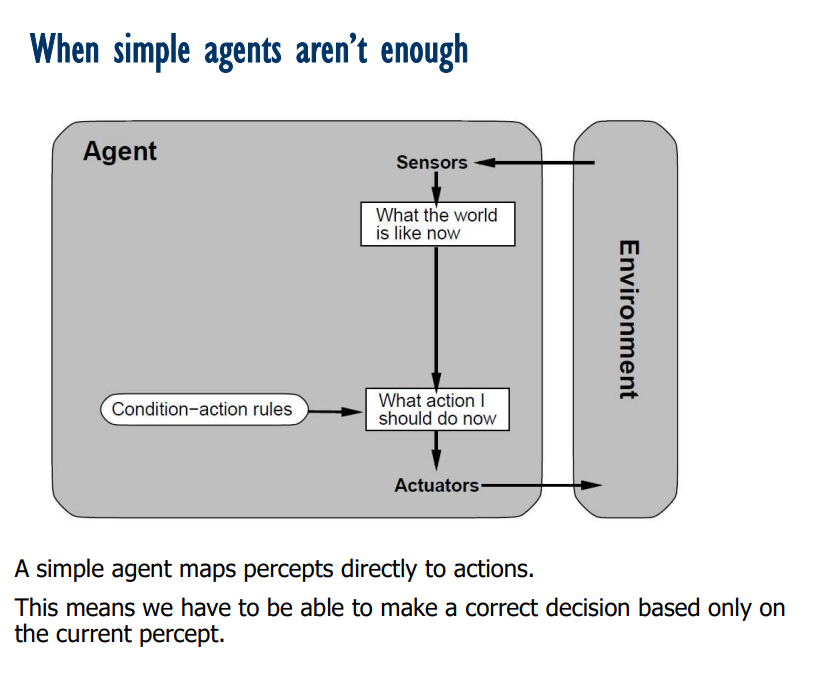 When simple agents aren't enough
Agent
Sensors
What the world
is like now
Environment
Condition−action rules
What action I
should do now
Actuators
A simple agent maps percepts directly to actions.
This means we have to be able to make a correct decision based only on
the current percept.